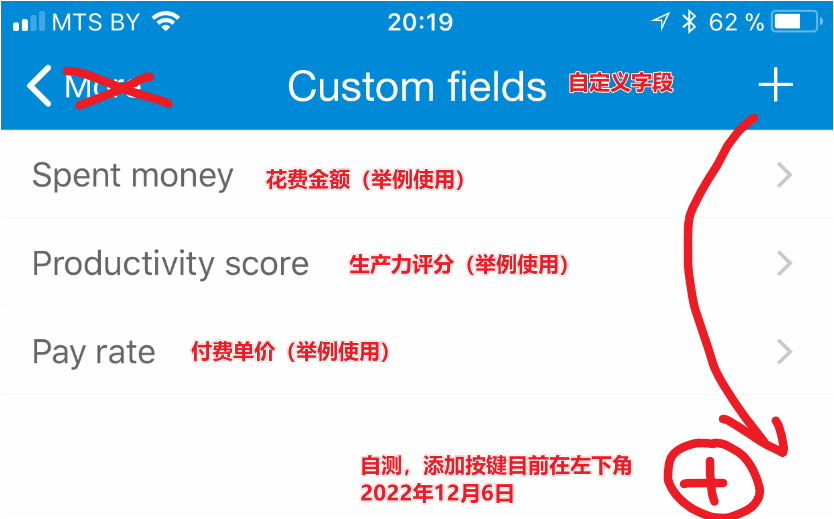 MTS BY 20:19 62 %
More Custom fields 自定义字段 +
Spent money 花费金额（举例使用）
Productivity score 生产力评分（举例使用）
Pay rate 付费单价（举例使用）
自测，添加按键目前在左下角
2022年12月6日
+